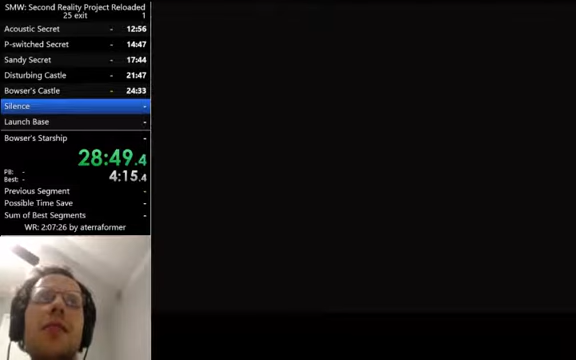 SMW: Second Reality Project Reloaded
25 exit 1
Acoustic Secret - 12:56
P-switched Secret - 14:47
Sandy Secret - 17:44
Disturbing Castle - 21:47
Bowser's Castle - 24:33
Silence -
Launch Base -
Bowser's Starship -
28:49.4
PB: -
Best: - 4:15.4
Previous Segment -
Possible Time Save -
Sum of Best Segments -
WR: 2:07:26 by aterraformer